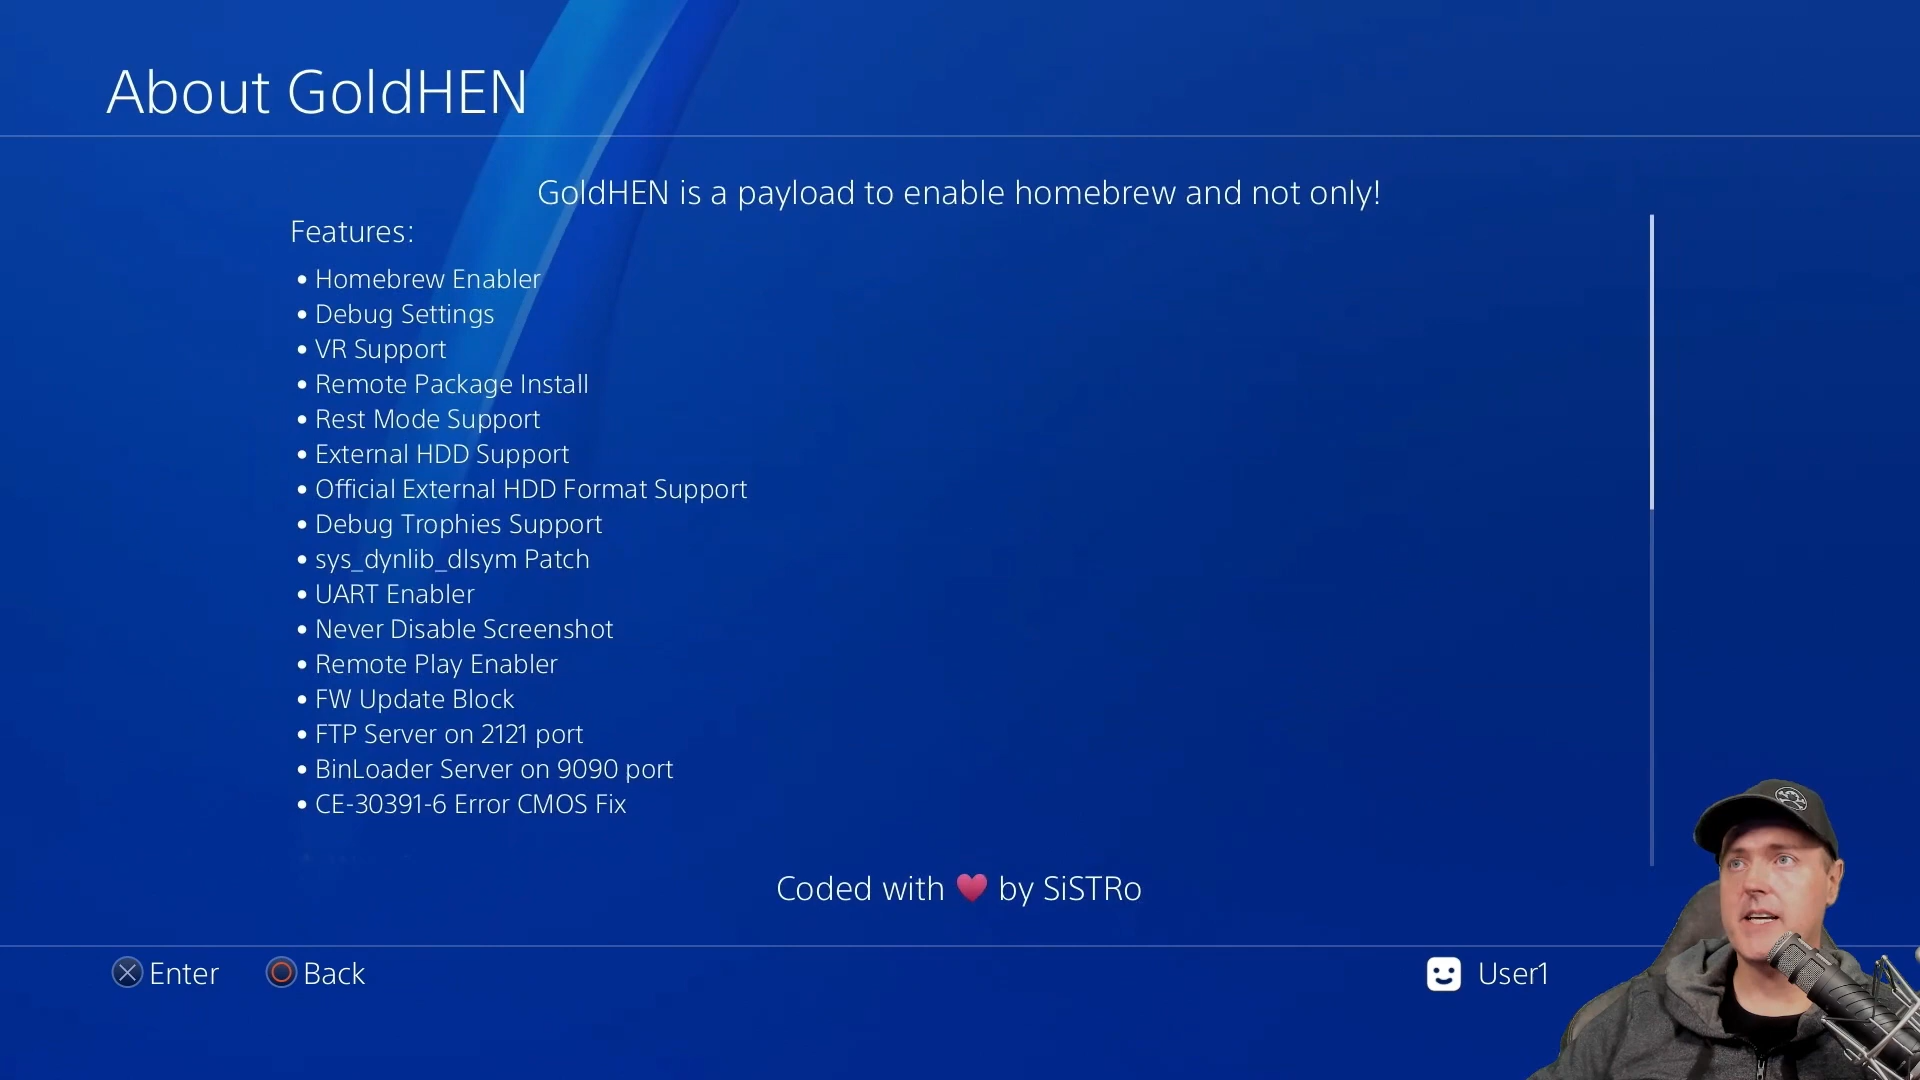 About GoldHEN
GoldHEN is a payload to enable homebrew and not only!
Features:
• Homebrew Enabler
• Debug Settings
• VR Support
• Remote Package Install
• Rest Mode Support
• External HDD Support
• Official External HDD Format Support
• Debug Trophies Support
• sys_dynlib_dlsym Patch
• UART Enabler
• Never Disable Screenshot
• Remote Play Enabler
• FW Update Block
• FTP Server on 2121 port
• BinLoader Server on 9090 port
• CE-30391-6 Error CMOS Fix
Coded with ❤ by SiSTRo
Enter Back User1